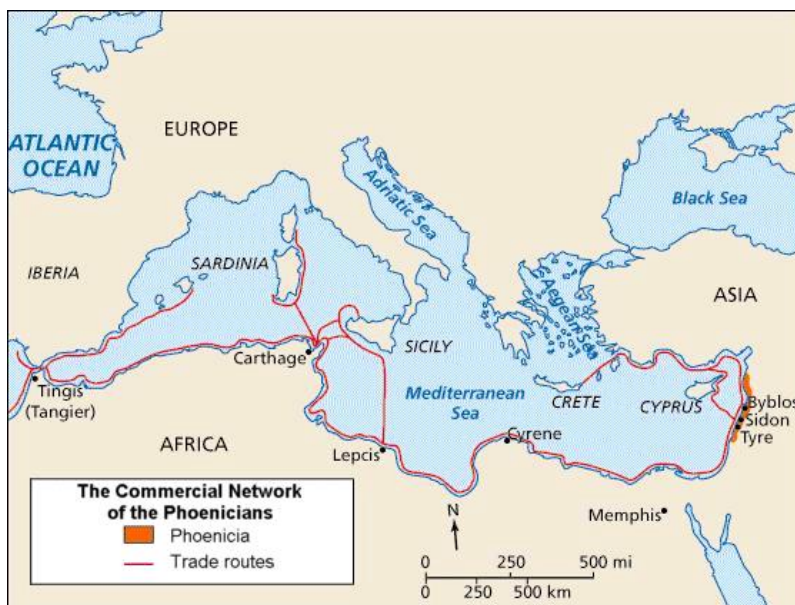 EUROPE
ATLANTIC
OCEAN
Adriatic Sea
Black Sea
IBERIA
SARDINIA
Aegean Sea
ASIA
Carthage
SICILY
Tingis
(Tangier)
Mediterranean
Sea
CRETE
CYPRUS
Byblos
Sidon
Tyre
AFRICA
Lepcis
Cyrene
Memphis
The Commercial Network
of the Phoenicians
Phoenicia
Trade routes
N
0 250 500 mi
0 250 500 km